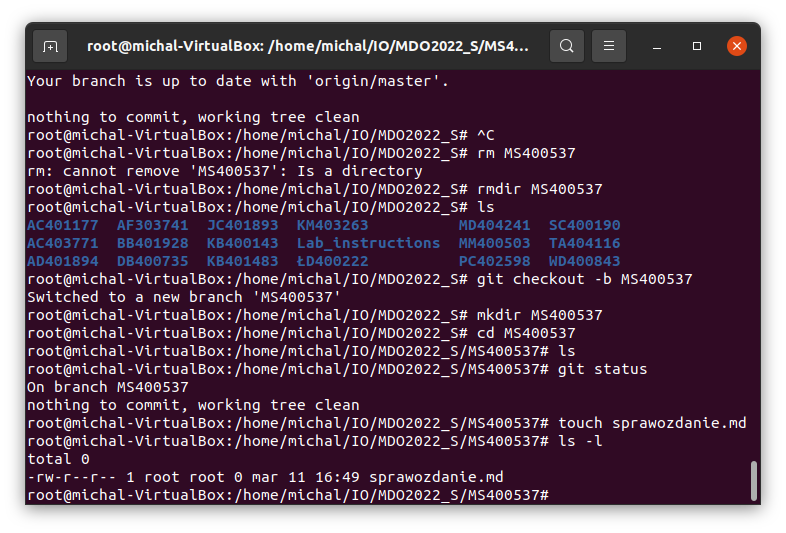 root@michal-VirtualBox: /home/michal/IO/MDO2022_S/MS4...
Your branch is up to date with 'origin/master'.
nothing to commit, working tree clean
root@michal-VirtualBox:/home/michal/IO/MDO2022_S# ^C
root@michal-VirtualBox:/home/michal/IO/MDO2022_S# rm MS400537
rm: cannot remove 'MS400537': Is a directory
root@michal-VirtualBox:/home/michal/IO/MDO2022_S# rmdir MS400537
root@michal-VirtualBox:/home/michal/IO/MDO2022_S# ls
AC401177  AF303741  JC401893  KM403263          MD404241  SC400190
AC403771  BB401928  KB400143  Lab_instructions  MM400503  TA404116
AD401894  DB400735  KB401483  ŁD400222          PC402598  WD400843
root@michal-VirtualBox:/home/michal/IO/MDO2022_S# git checkout -b MS400537
Switched to a new branch 'MS400537'
root@michal-VirtualBox:/home/michal/IO/MDO2022_S# mkdir MS400537
root@michal-VirtualBox:/home/michal/IO/MDO2022_S# cd MS400537
root@michal-VirtualBox:/home/michal/IO/MDO2022_S/MS400537# ls
root@michal-VirtualBox:/home/michal/IO/MDO2022_S/MS400537# git status
On branch MS400537
nothing to commit, working tree clean
root@michal-VirtualBox:/home/michal/IO/MDO2022_S/MS400537# touch sprawozdanie.md
root@michal-VirtualBox:/home/michal/IO/MDO2022_S/MS400537# ls -l
total 0
-rw-r--r-- 1 root root 0 mar 11 16:49 sprawozdanie.md
root@michal-VirtualBox:/home/michal/IO/MDO2022_S/MS400537#